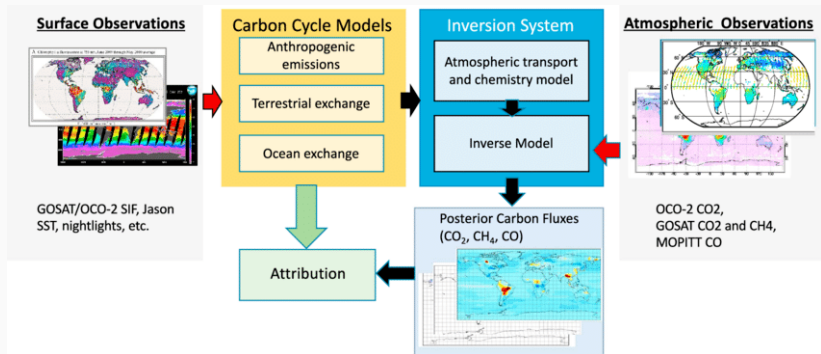 Surface Observations
GOSAT/OCO-2 SIF, Jason
SST, nightlights, etc.
Carbon Cycle Models
Anthropogenic
emissions
Terrestrial exchange
Ocean exchange
Attribution
Inversion System
Atmospheric transport
and chemistry model
Inverse Model
Posterior Carbon Fluxes
(CO₂, CH₄, CO)
Atmospheric Observations
OCO-2 CO2,
GOSAT CO2 and CH4,
MOPITT CO